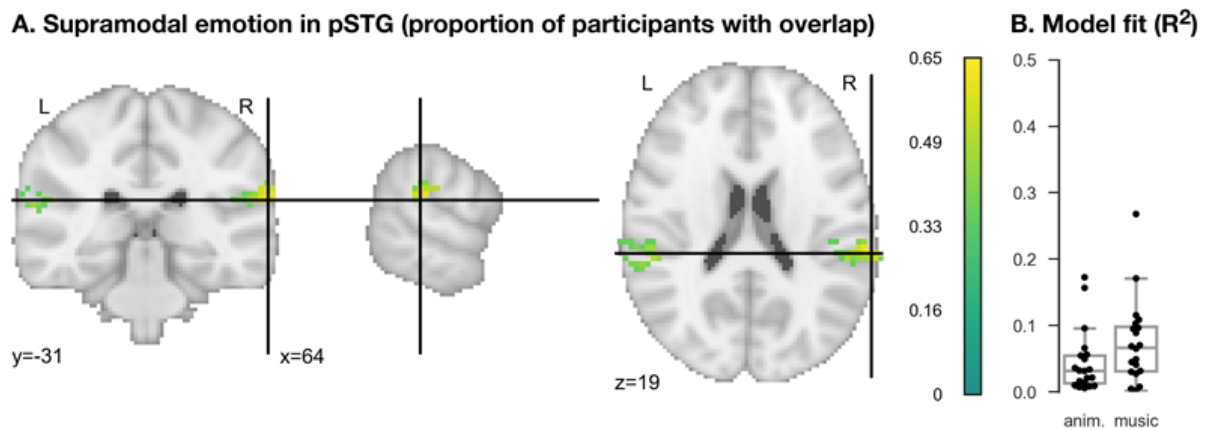 A. Supramodal emotion in pSTG (proportion of participants with overlap)
L
R
y=-31
x=64
L
R
z=19
0.65
0.49
0.33
0.16
0
B. Model fit (R²)
0.5
0.4
0.3
0.2
0.1
0.0
anim. music